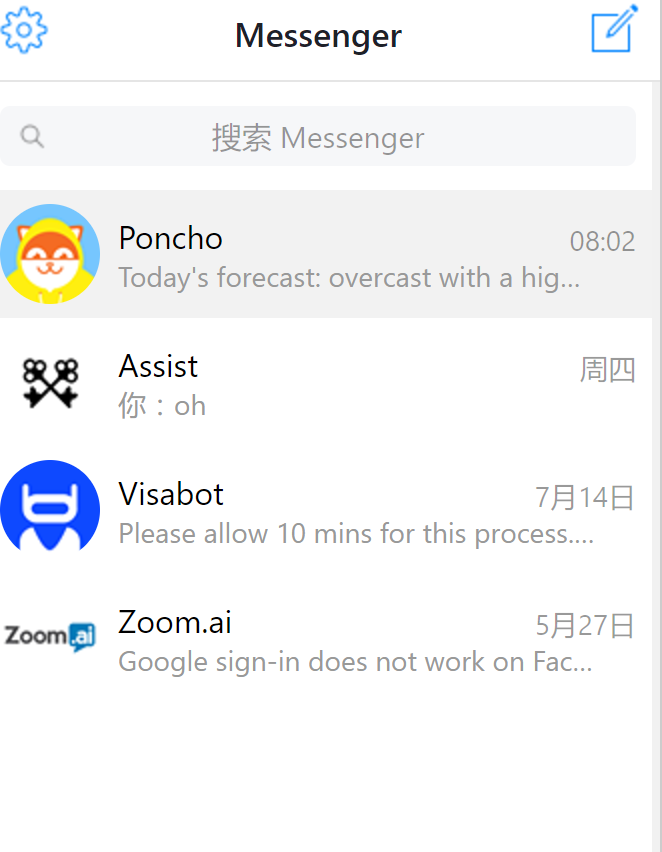 Messenger
搜索 Messenger
Poncho
08:02
Today's forecast: overcast with a hig...
Assist
周四
你：oh
Visabot
7月14日
Please allow 10 mins for this process....
Zoom.ai
Zoom.ai
5月27日
Google sign-in does not work on Fac...